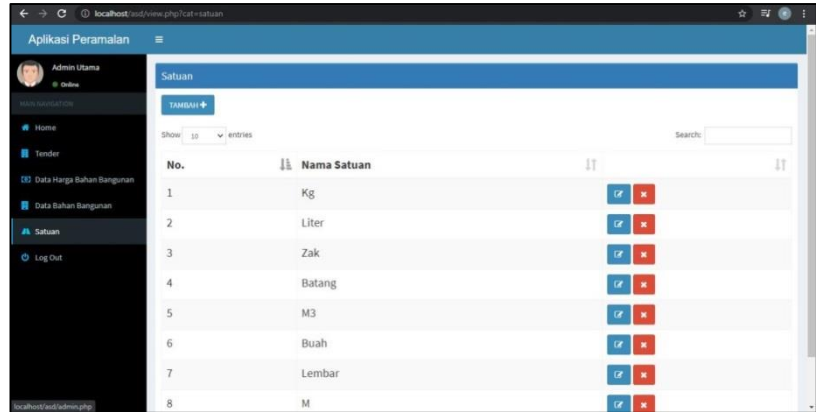 localhost/asd/view.php?cat=satuan
Aplikasi Peramalan
Admin Utama
Online
MAIN NAVIGATION
Home
Tender
Data Harga Bahan Bangunan
Data Bahan Bangunan
Satuan
Log Out
Satuan
TAMBAH
Show 10 entries
Search:
No. Nama Satuan
1 Kg
2 Liter
3 Zak
4 Batang
5 M3
6 Buah
7 Lembar
8 M
localhost/asd/admin.php